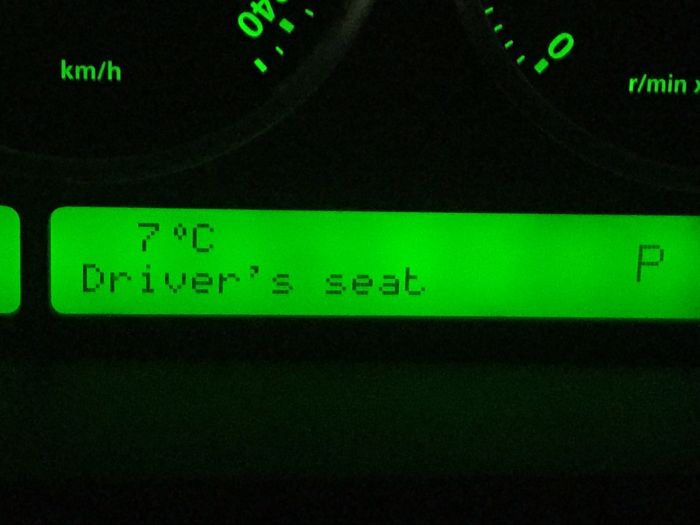 40
km/h
0
r/min x
7 °C
Driver's seat
P